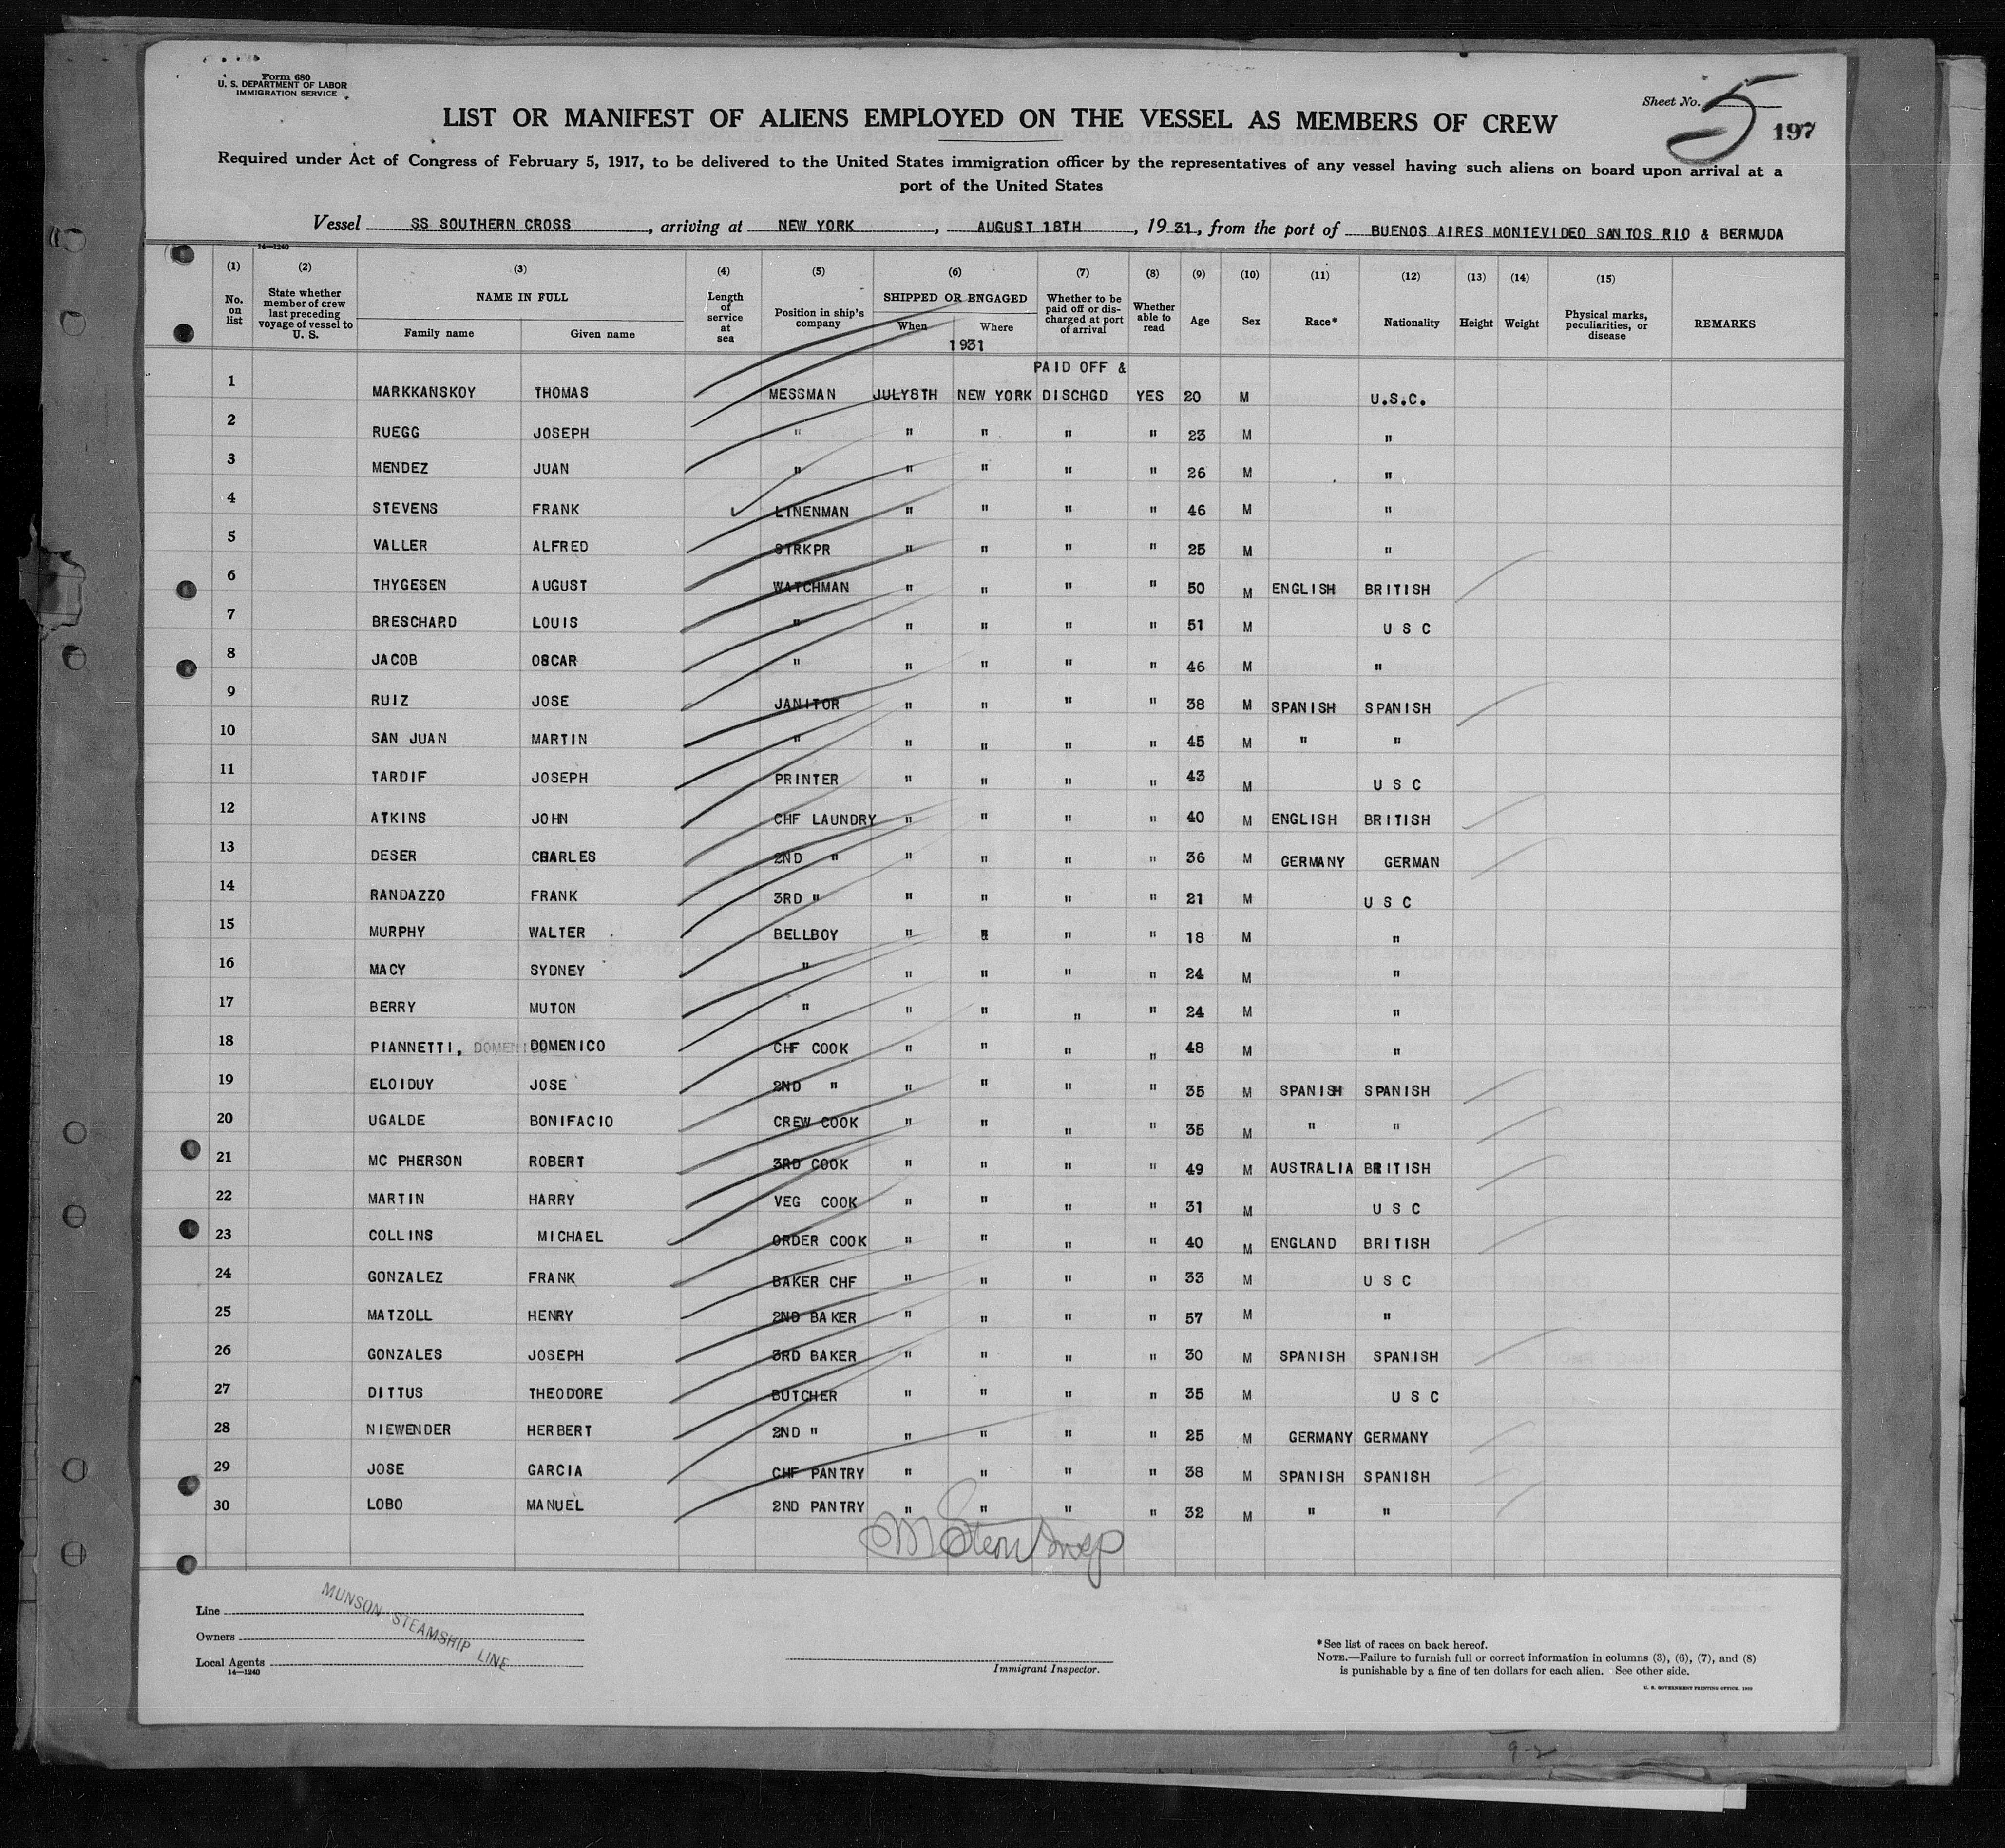 Form 680
U. S. DEPARTMENT OF LABOR
IMMIGRATION SERVICE
Sheet No. 5
197
LIST OR MANIFEST OF ALIENS EMPLOYED ON THE VESSEL AS MEMBERS OF CREW
Required under Act of Congress of February 5, 1917, to be delivered to the United States immigration officer by the representatives of any vessel having such aliens on board upon arrival at a
port of the United States
Vessel SS SOUTHERN CROSS, arriving at NEW YORK, AUGUST 18TH, 1931, from the port of BUENOS AIRES MONTEVIDEO SANTOS RIO & BERMUDA
14—1240
(1) (2) (3) (4) (5) (6) (7) (8) (9) (10) (11) (12) (13) (14) (15)
No. on list State whether member of crew last preceding voyage of vessel to U. S. NAME IN FULL Family name Given name Length of service at sea Position in ship's company SHIPPED OR ENGAGED When Where Whether to be paid off or discharged at port of arrival Whether able to read Age Sex Race* Nationality Height Weight Physical marks, peculiarities, or disease REMARKS
1931
PAID OFF &
1 MARKKANSKOY THOMAS MESSMAN JULY8TH NEW YORK DISCHGD YES 20 M U.S.C.
2 RUEGG JOSEPH " " " " " 23 M "
3 MENDEZ JUAN " " " " " 26 M "
4 STEVENS FRANK LINENMAN " " " " 46 M "
5 VALLER ALFRED STRKPR " " " " 25 M "
6 THYGESEN AUGUST WATCHMAN " " " " 50 M ENGLISH BRITISH
7 BRESCHARD LOUIS " " " " " 51 M U S C
8 JACOB OSCAR " " " " " 46 M "
9 RUIZ JOSE JANITOR " " " " 38 M SPANISH SPANISH
10 SAN JUAN MARTIN " " " " " 45 M " "
11 TARDIF JOSEPH PRINTER " " " " 43 M U S C
12 ATKINS JOHN CHF LAUNDRY " " " " 40 M ENGLISH BRITISH
13 DESER CHARLES 2ND " " " " " 36 M GERMANY GERMAN
14 RANDAZZO FRANK 3RD " " " " " 21 M U S C
15 MURPHY WALTER BELLBOY " " " " 18 M "
16 MACY SYDNEY " " " " " 24 M "
17 BERRY MUTON " " " " " 24 M "
18 PIANNETTI, DOMENICO CHF COOK " " " " 48 M "
19 ELOIDUY JOSE 2ND " " " " " 35 M SPANISH SPANISH
20 UGALDE BONIFACIO CREW COOK " " " " 35 M " "
21 MC PHERSON ROBERT 3RD COOK " " " " 49 M AUSTRALIA BRITISH
22 MARTIN HARRY VEG COOK " " " " 31 M U S C
23 COLLINS MICHAEL ORDER COOK " " " " 40 M ENGLAND BRITISH
24 GONZALEZ FRANK BAKER CHF " " " " 33 M U S C
25 MATZOLL HENRY 2ND BAKER " " " " 57 M "
26 GONZALES JOSEPH 3RD BAKER " " " " 30 M SPANISH SPANISH
27 DITTUS THEODORE BUTCHER " " " " 35 M U S C
28 NIEWENDER HERBERT 2ND " " " " " 25 M GERMANY GERMANY
29 JOSE GARCIA CHF PANTRY " " " " 38 M SPANISH SPANISH
30 LOBO MANUEL 2ND PANTRY " " " " 32 M " "
M Stern Insp
Line
Owners
Local Agents
14—1240
MUNSON STEAMSHIP LINE
Immigrant Inspector.
*See list of races on back hereof.
NOTE.—Failure to furnish full or correct information in columns (3), (6), (7), and (8)
is punishable by a fine of ten dollars for each alien. See other side.
U. S. GOVERNMENT PRINTING OFFICE
9-2